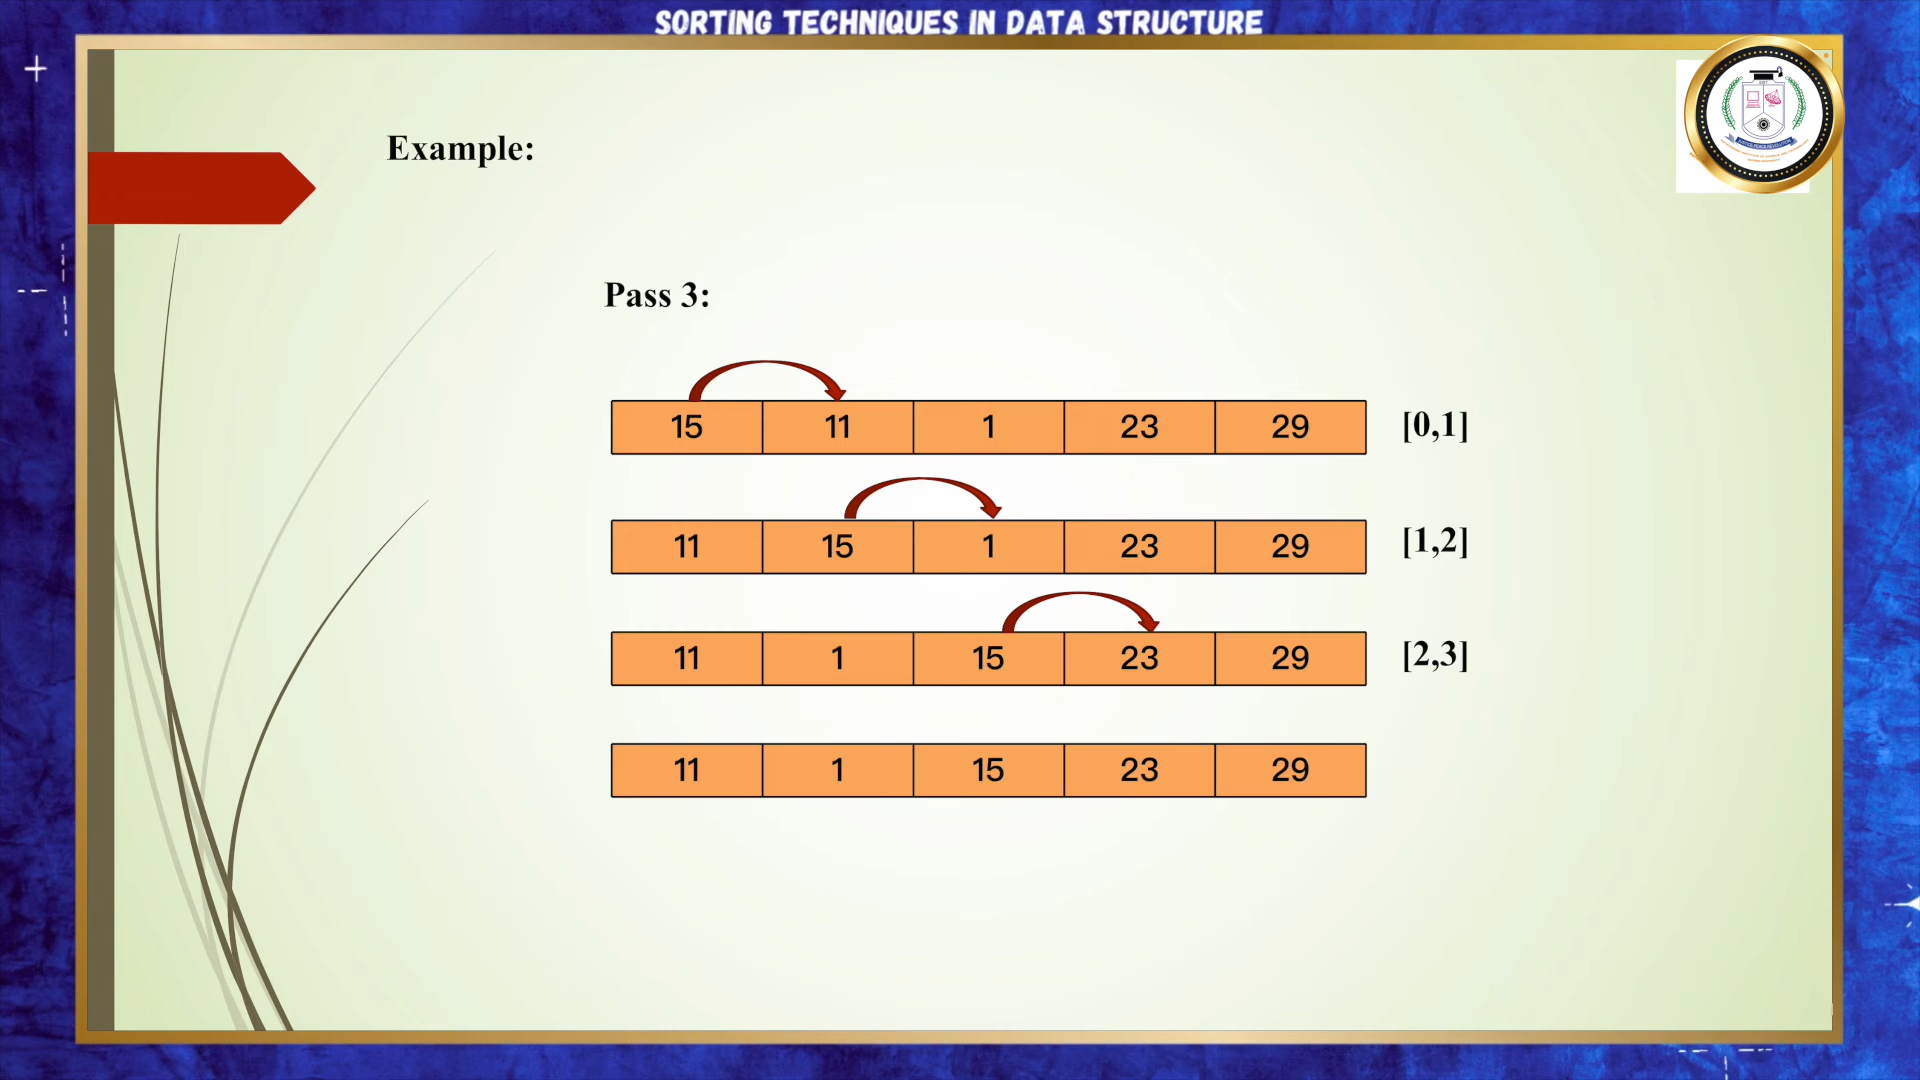 SORTING TECHNIQUES IN DATA STRUCTURE
Example:
Pass 3:
15 11 1 23 29 [0,1]
11 15 1 23 29 [1,2]
11 1 15 23 29 [2,3]
11 1 15 23 29